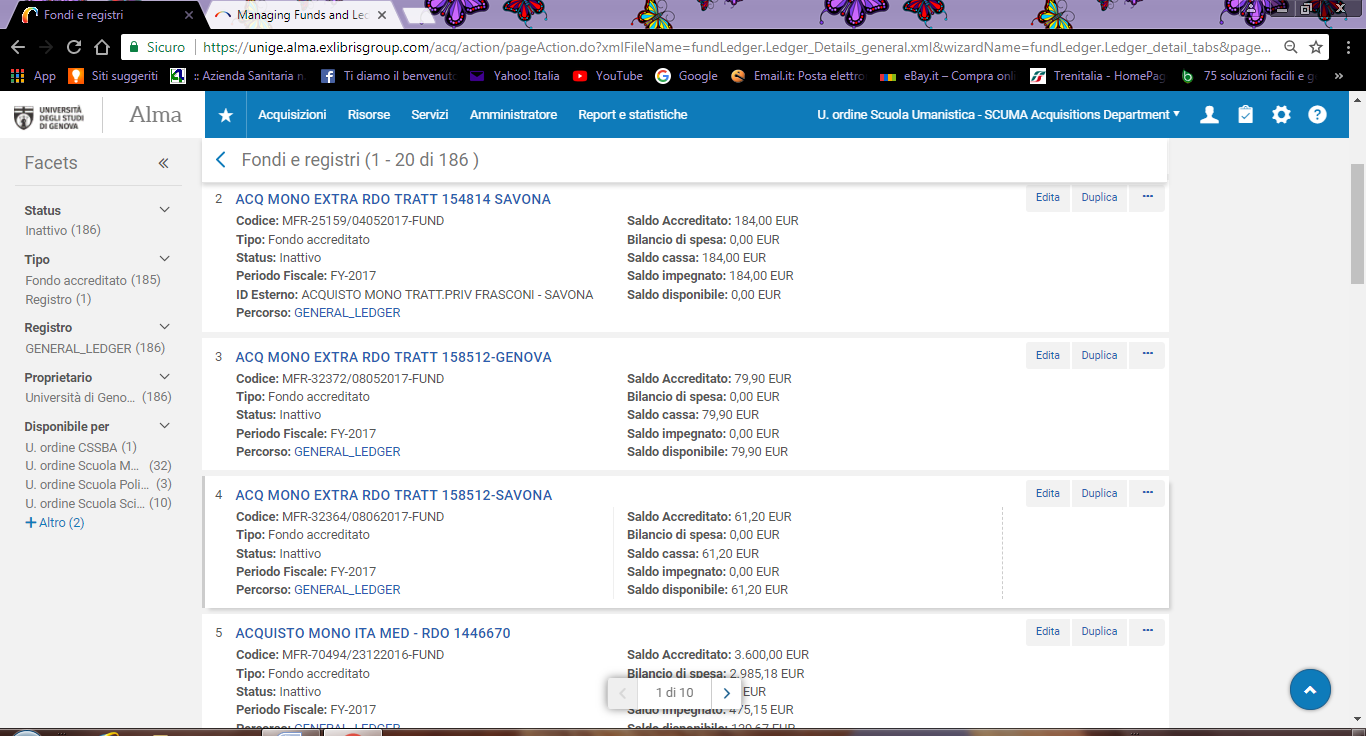 Fondi e registri
Managing Funds and Led
Sicuro https://unige.alma.exlibrisgroup.com/acq/action/pageAction.do?xmlFileName=fundLedger.Ledger_Details_general.xml&wizardName=fundLedger.Ledger_detail_tabs&page...
App Siti suggeriti :: Azienda Sanitaria n. Ti diamo il benvenuto Yahoo! Italia YouTube Google Email.it: Posta elettro eBay.it – Compra onli Trenitalia - HomePag 75 soluzioni facili e g »
UNIVERSITÀ DEGLI STUDI DI GENOVA
Alma
Acquisizioni Risorse Servizi Amministratore Report e statistiche U. ordine Scuola Umanistica - SCUMA Acquisitions Department
Facets
Status
Inattivo (186)
Tipo
Fondo accreditato (185)
Registro (1)
Registro
GENERAL_LEDGER (186)
Proprietario
Università di Geno... (186)
Disponibile per
U. ordine CSSBA (1)
U. ordine Scuola M... (32)
U. ordine Scuola Poli... (3)
U. ordine Scuola Sci... (10)
+ Altro (2)
Fondi e registri (1 - 20 di 186 )
2 ACQ MONO EXTRA RDO TRATT 154814 SAVONA Edita Duplica ...
Codice: MFR-25159/04052017-FUND Saldo Accreditato: 184,00 EUR
Tipo: Fondo accreditato Bilancio di spesa: 0,00 EUR
Status: Inattivo Saldo cassa: 184,00 EUR
Periodo Fiscale: FY-2017 Saldo impegnato: 184,00 EUR
ID Esterno: ACQUISTO MONO TRATT.PRIV FRASCONI - SAVONA Saldo disponibile: 0,00 EUR
Percorso: GENERAL_LEDGER
3 ACQ MONO EXTRA RDO TRATT 158512-GENOVA Edita Duplica ...
Codice: MFR-32372/08052017-FUND Saldo Accreditato: 79,90 EUR
Tipo: Fondo accreditato Bilancio di spesa: 0,00 EUR
Status: Inattivo Saldo cassa: 79,90 EUR
Periodo Fiscale: FY-2017 Saldo impegnato: 0,00 EUR
Percorso: GENERAL_LEDGER Saldo disponibile: 79,90 EUR
4 ACQ MONO EXTRA RDO TRATT 158512-SAVONA Edita Duplica ...
Codice: MFR-32364/08062017-FUND Saldo Accreditato: 61,20 EUR
Tipo: Fondo accreditato Bilancio di spesa: 0,00 EUR
Status: Inattivo Saldo cassa: 61,20 EUR
Periodo Fiscale: FY-2017 Saldo impegnato: 0,00 EUR
Percorso: GENERAL_LEDGER Saldo disponibile: 61,20 EUR
5 ACQUISTO MONO ITA MED - RDO 1446670 Edita Duplica ...
Codice: MFR-70494/23122016-FUND Saldo Accreditato: 3.600,00 EUR
Tipo: Fondo accreditato Bilancio di spesa: 2.985,18 EUR
Status: Inattivo EUR
Periodo Fiscale: FY-2017 Saldo impegnato: 475,15 EUR
Percorso: GENERAL_LEDGER Saldo disponibile: 139,67 EUR
1 di 10